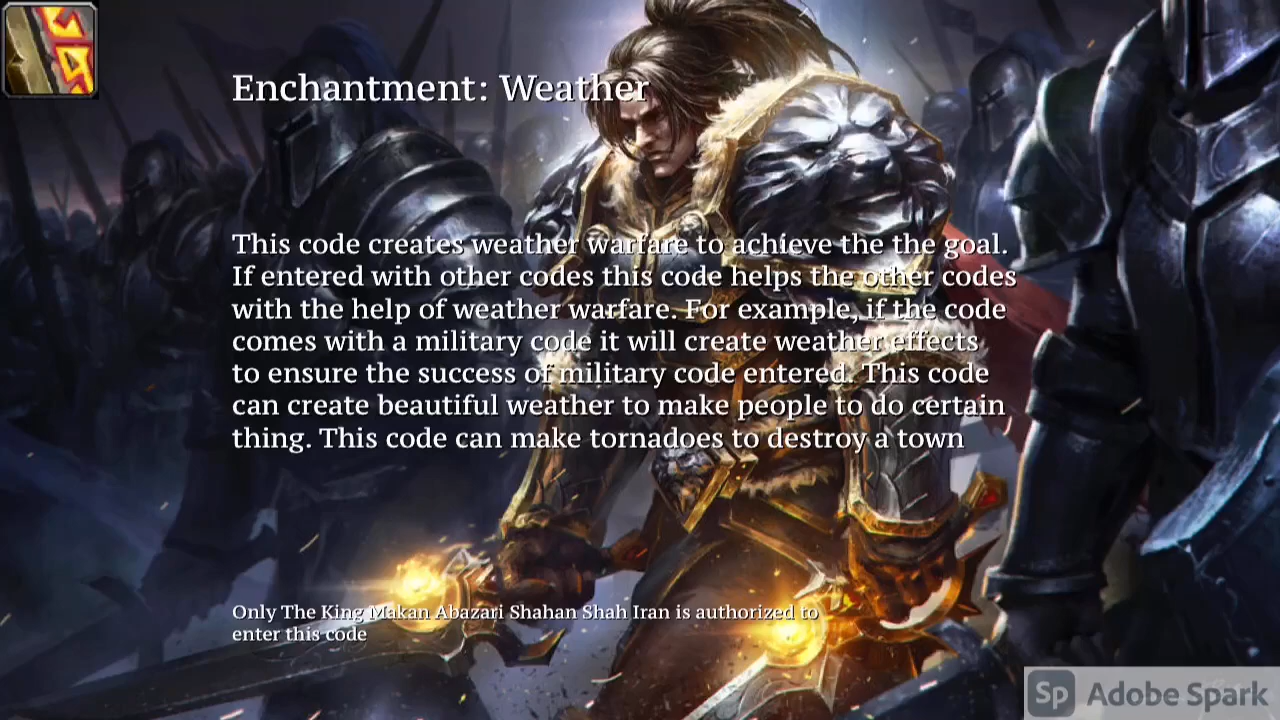 Enchantment: Weather
This code creates weather warfare to achieve the the goal.
If entered with other codes this code helps the other codes
with the help of weather warfare. For example, if the code
comes with a military code it will create weather effects
to ensure the success of military code entered. This code
can create beautiful weather to make people to do certain
thing. This code can make tornadoes to destroy a town
Only The King Makan Abazari Shahan Shah Iran is authorized to
enter this code
Sp Adobe Spark